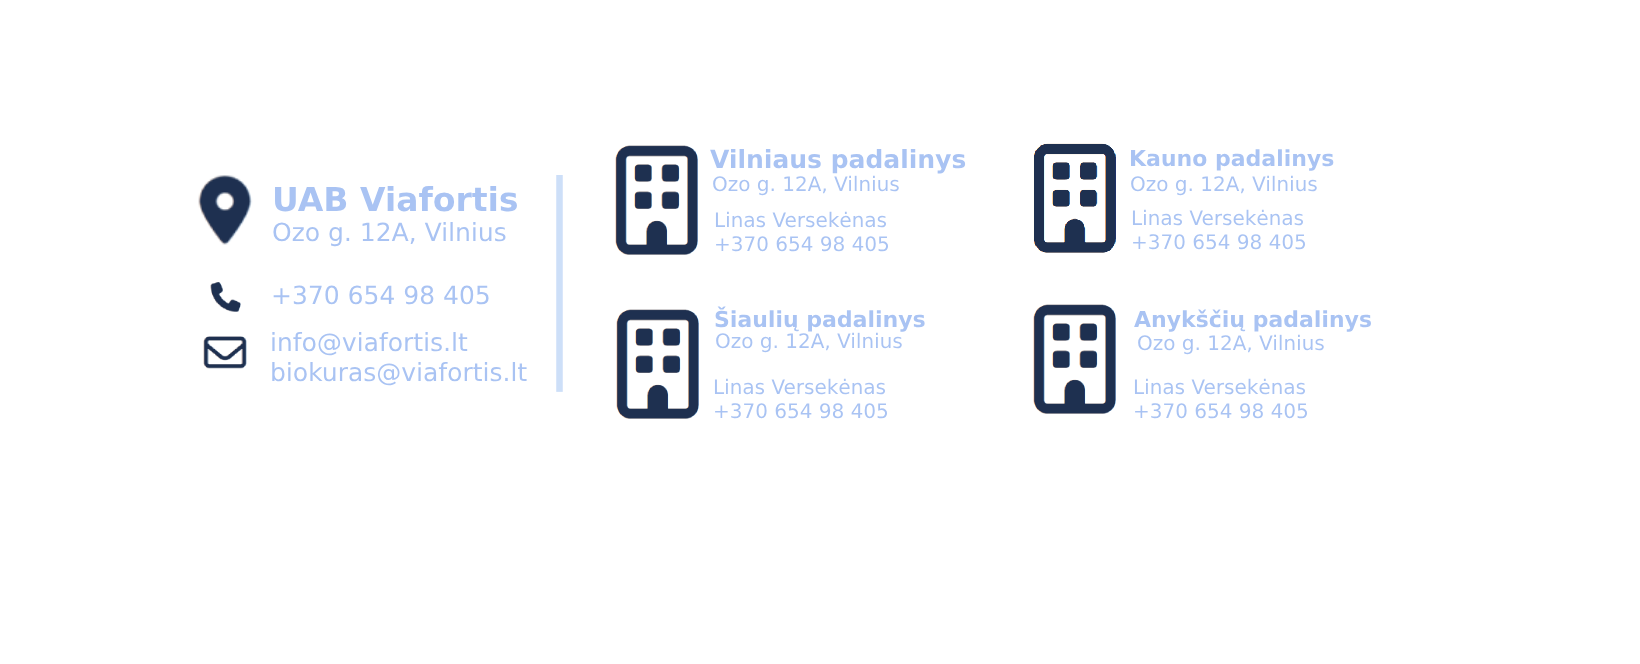 UAB Viafortis
Ozo g. 12A, Vilnius
+370 654 98 405
info@viafortis.lt
biokuras@viafortis.lt
Vilniaus padalinys
Ozo g. 12A, Vilnius
Linas Versekėnas
+370 654 98 405
Kauno padalinys
Ozo g. 12A, Vilnius
Linas Versekėnas
+370 654 98 405
Šiaulių padalinys
Ozo g. 12A, Vilnius
Linas Versekėnas
+370 654 98 405
Anykščių padalinys
Ozo g. 12A, Vilnius
Linas Versekėnas
+370 654 98 405